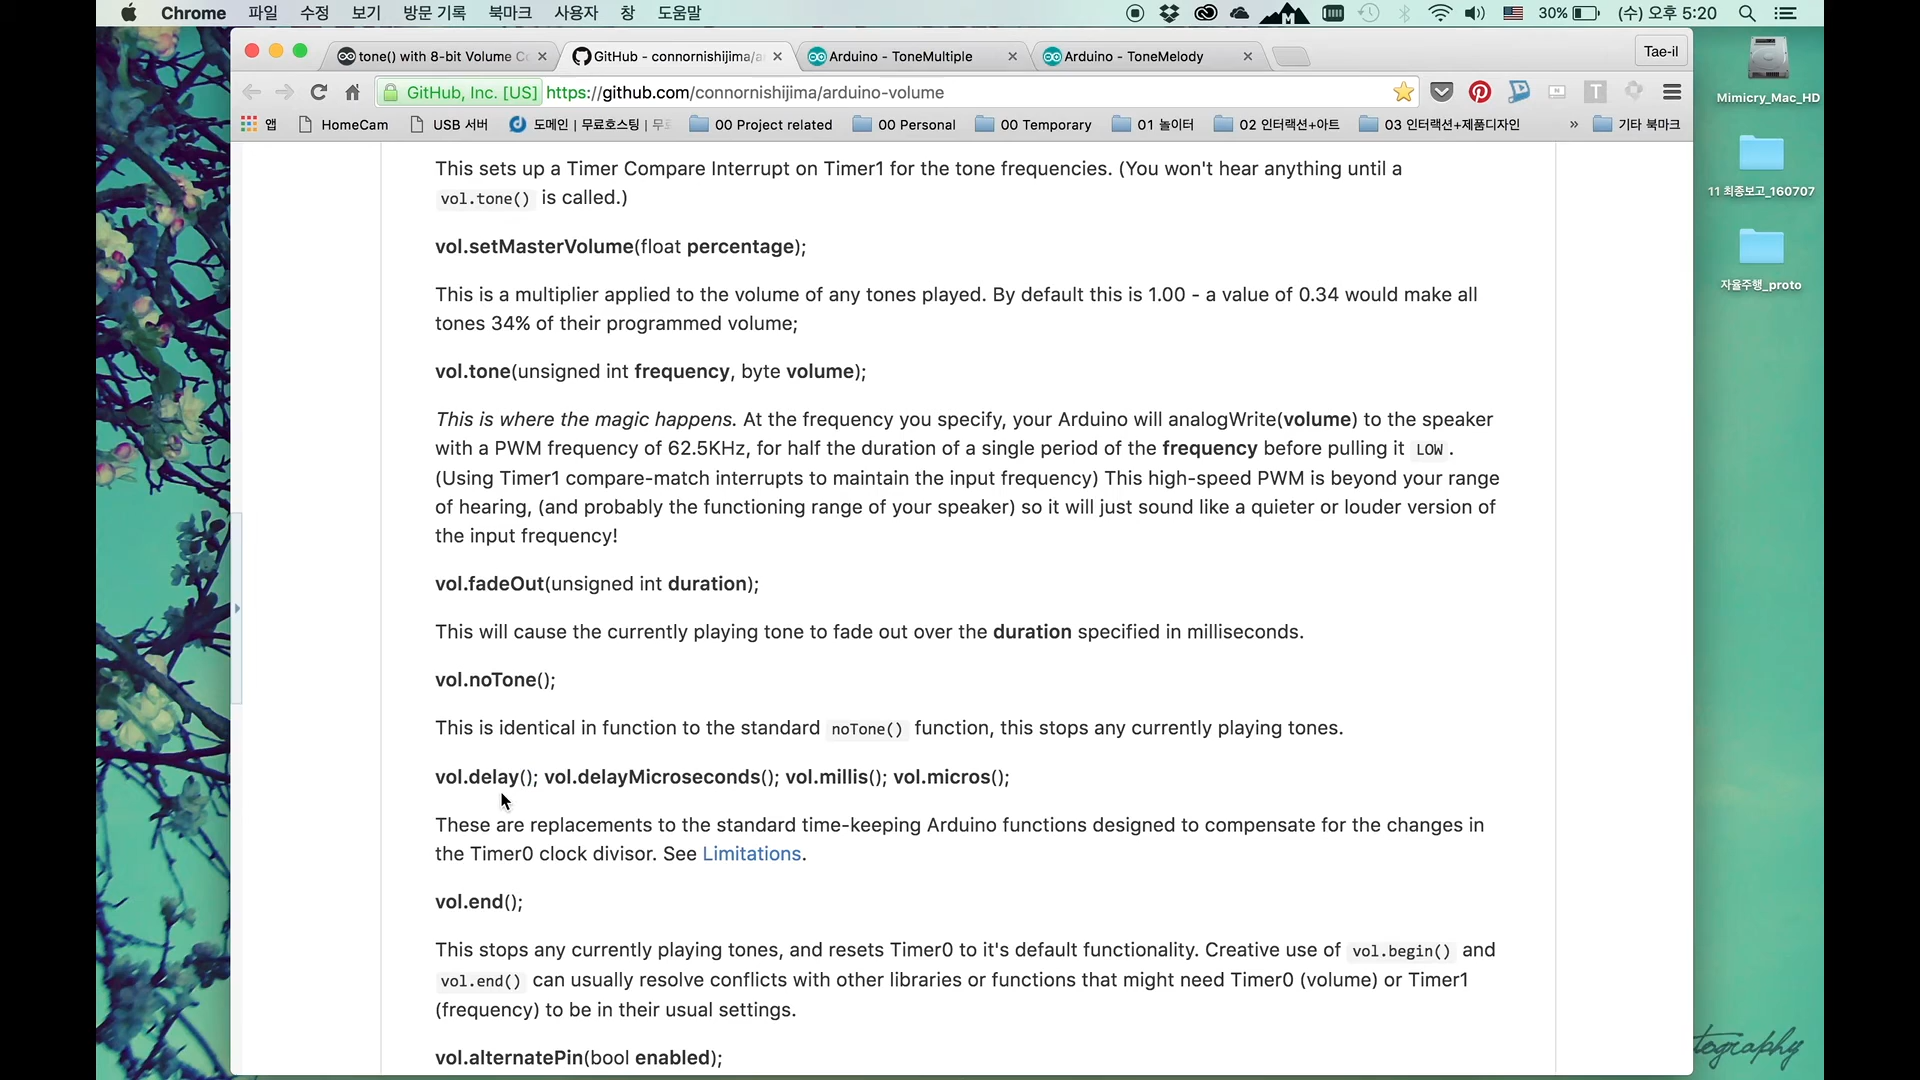 Chrome 파일 수정 보기 방문 기록 북마크 사용자 창 도움말 30% (수) 오후 5:20
tone() with 8-bit Volume Co GitHub - connornishijima/a Arduino - ToneMultiple Arduino - ToneMelody Tae-il
GitHub, Inc. [US] https://github.com/connornishijima/arduino-volume
앱 HomeCam USB 서버 도메인 | 무료호스팅 | 무료 00 Project related 00 Personal 00 Temporary 01 놀이터 02 인터랙션+아트 03 인터랙션+제품디자인 » 기타 북마크
Mimicry_Mac_HD
11 최종보고_160707
자율주행_proto
This sets up a Timer Compare Interrupt on Timer1 for the tone frequencies. (You won't hear anything until a
vol.tone() is called.)
vol.setMasterVolume(float percentage);
This is a multiplier applied to the volume of any tones played. By default this is 1.00 - a value of 0.34 would make all
tones 34% of their programmed volume;
vol.tone(unsigned int frequency, byte volume);
This is where the magic happens. At the frequency you specify, your Arduino will analogWrite(volume) to the speaker
with a PWM frequency of 62.5KHz, for half the duration of a single period of the frequency before pulling it LOW .
(Using Timer1 compare-match interrupts to maintain the input frequency) This high-speed PWM is beyond your range
of hearing, (and probably the functioning range of your speaker) so it will just sound like a quieter or louder version of
the input frequency!
vol.fadeOut(unsigned int duration);
This will cause the currently playing tone to fade out over the duration specified in milliseconds.
vol.noTone();
This is identical in function to the standard noTone() function, this stops any currently playing tones.
vol.delay(); vol.delayMicroseconds(); vol.millis(); vol.micros();
These are replacements to the standard time-keeping Arduino functions designed to compensate for the changes in
the Timer0 clock divisor. See Limitations.
vol.end();
This stops any currently playing tones, and resets Timer0 to it's default functionality. Creative use of vol.begin() and
vol.end() can usually resolve conflicts with other libraries or functions that might need Timer0 (volume) or Timer1
(frequency) to be in their usual settings.
vol.alternatePin(bool enabled);
tography